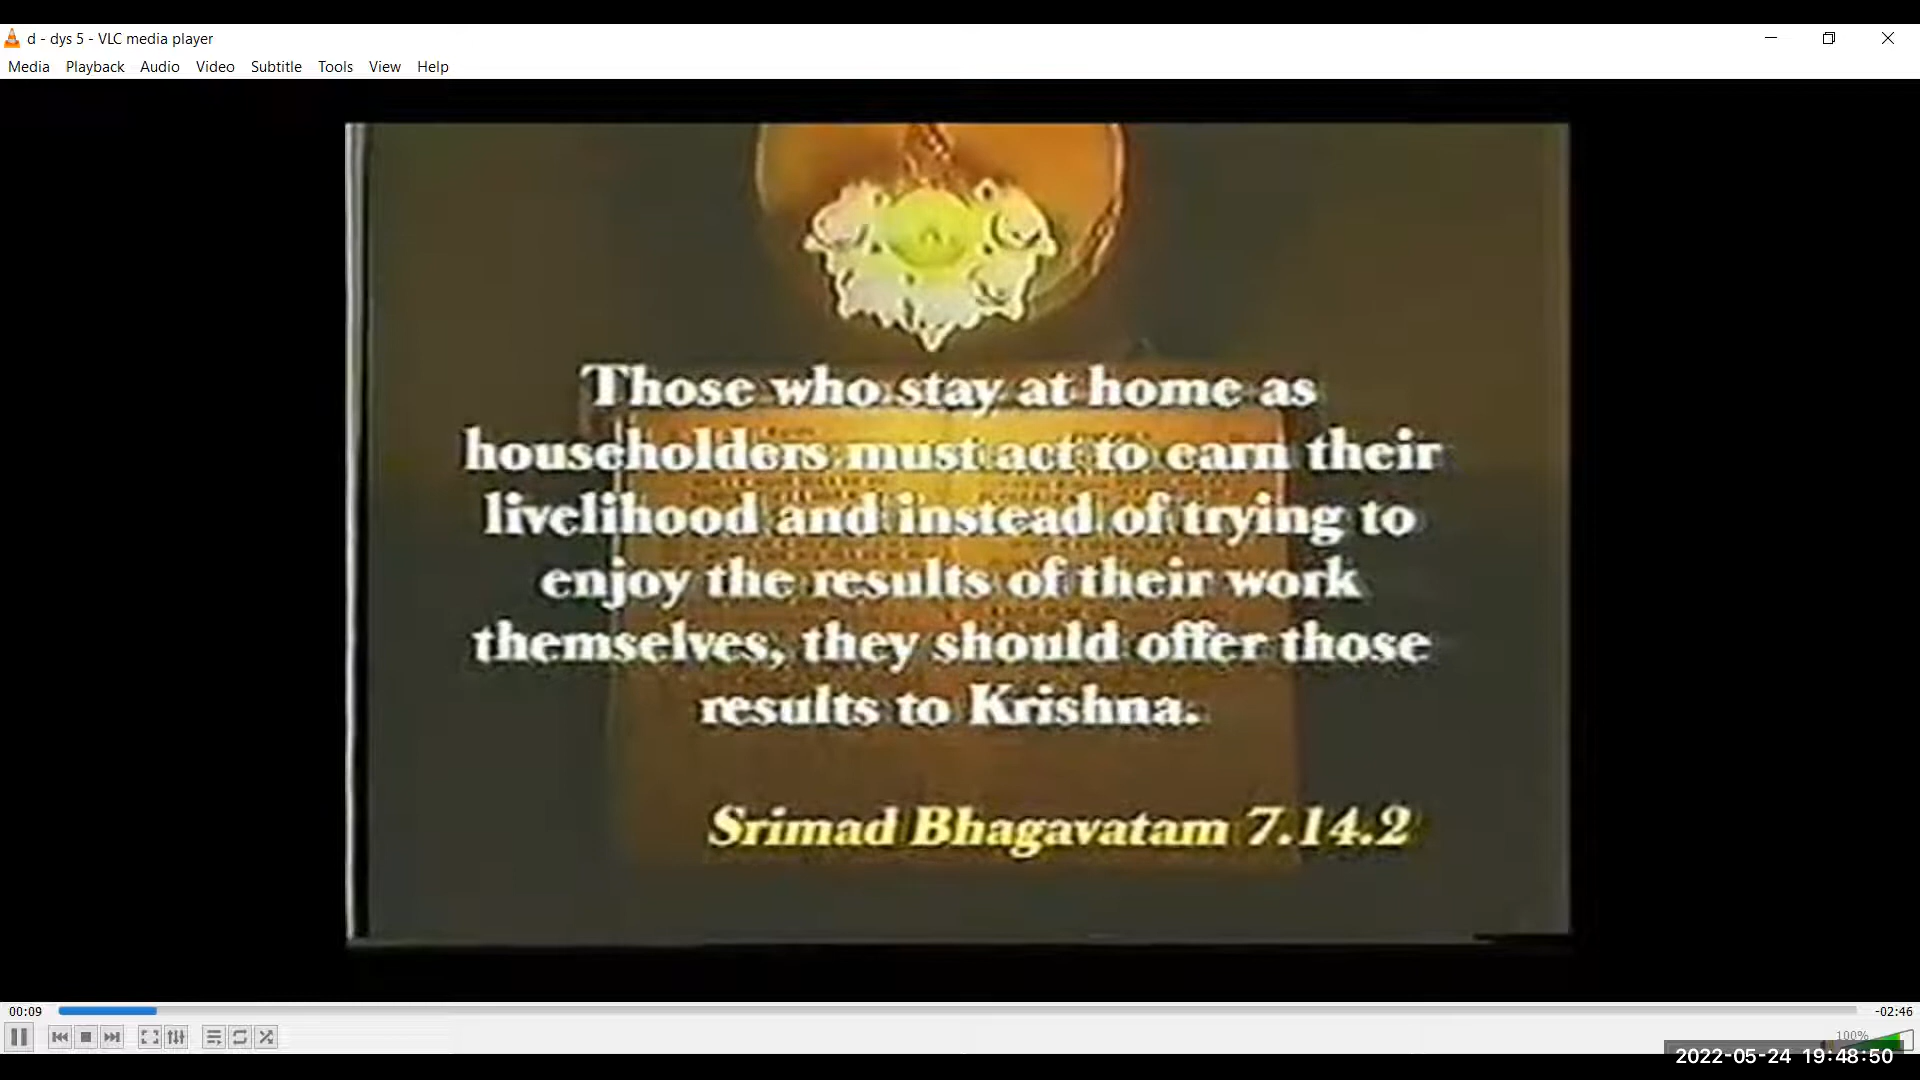 d - dys 5 - VLC media player
Media Playback Audio Video Subtitle Tools View Help
Those who stay at home as
householders must act to earn their
livelihood and instead of trying to
enjoy the results of their work
themselves, they should offer those
results to Krishna.
Srimad Bhagavatam 7.14.2
00:09 -02:46
100%
2022-05-24 19:48:50